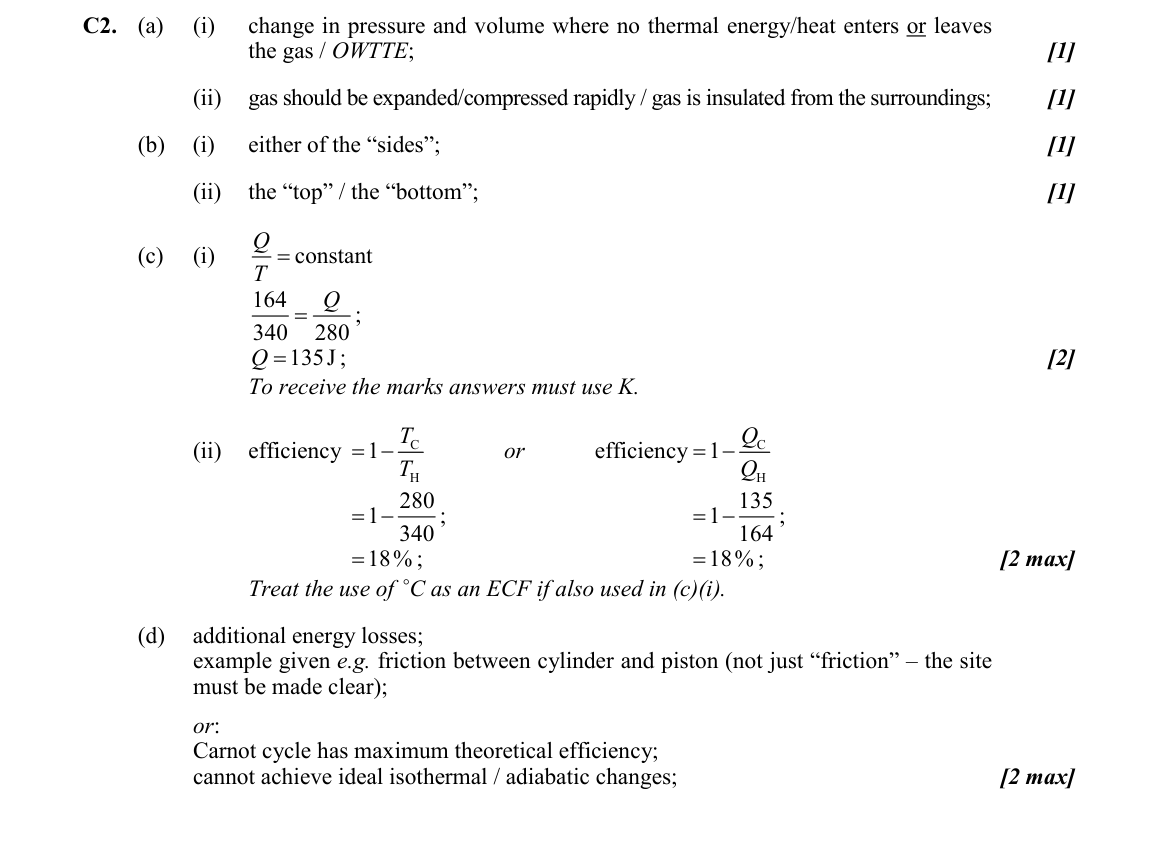 C2. (a) (i) change in pressure and volume where no thermal energy/heat enters or leaves
the gas / OWTTE; [1]
(ii) gas should be expanded/compressed rapidly / gas is insulated from the surroundings; [1]
(b) (i) either of the “sides”; [1]
(ii) the “top” / the “bottom”; [1]
(c) (i) Q/T = constant
164/340 = Q/280 ;
Q = 135 J ; [2]
To receive the marks answers must use K.
(ii) efficiency = 1 − T_C/T_H or efficiency = 1 − Q_C/Q_H
= 1 − 280/340 ; = 1 − 135/164 ;
= 18% ; = 18% ; [2 max]
Treat the use of °C as an ECF if also used in (c)(i).
(d) additional energy losses;
example given e.g. friction between cylinder and piston (not just “friction” – the site
must be made clear);
or:
Carnot cycle has maximum theoretical efficiency;
cannot achieve ideal isothermal / adiabatic changes; [2 max]